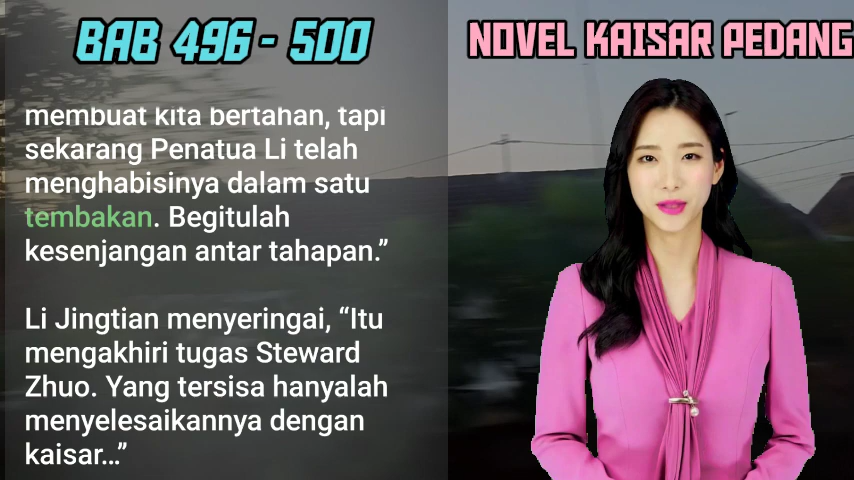 BAB 496 - 500
NOVEL KAISAR PEDANG
membuat kita bertahan, tapi
sekarang Penatua Li telah
menghabisinya dalam satu
tembakan. Begitulah
kesenjangan antar tahapan.”
Li Jingtian menyeringai, “Itu
mengakhiri tugas Steward
Zhuo. Yang tersisa hanyalah
menyelesaikannya dengan
kaisar...”